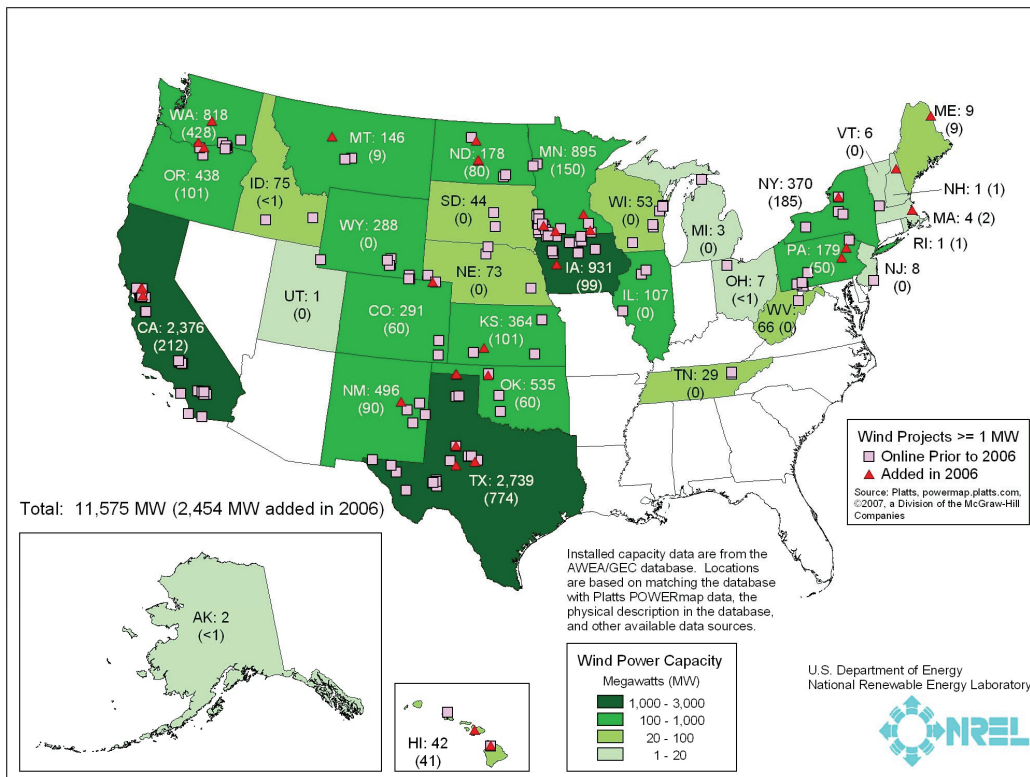 WA: 818
(428)
OR: 438
(101)
ID: 75
(<1)
MT: 146
(9)
ND: 178
(80)
MN: 895
(150)
SD: 44
(0)
WI: 53
(0)
MI: 3
(0)
WY: 288
(0)
NE: 73
(0)
IA: 931
(99)
IL: 107
(0)
OH: 7
(<1)
UT: 1
(0)
CO: 291
(60)
KS: 364
(101)
CA: 2,376
(212)
NM: 496
(90)
OK: 535
(60)
TX: 2,739
(774)
TN: 29
(0)
WV:
66 (0)
PA: 179
(50)
NY: 370
(185)
VT: 6
(0)
ME: 9
(9)
NH: 1 (1)
MA: 4 (2)
RI: 1 (1)
NJ: 8
(0)
Wind Projects >= 1 MW
Online Prior to 2006
Added in 2006
Source: Platts, powermap.platts.com,
©2007, a Division of the McGraw-Hill
Companies
Total: 11,575 MW (2,454 MW added in 2006)
AK: 2
(<1)
HI: 42
(41)
Installed capacity data are from the
AWEA/GEC database. Locations
are based on matching the database
with Platts POWERmap data, the
physical description in the database,
and other available data sources.
Wind Power Capacity
Megawatts (MW)
1,000 - 3,000
100 - 1,000
20 - 100
1 - 20
U.S. Department of Energy
National Renewable Energy Laboratory
NREL